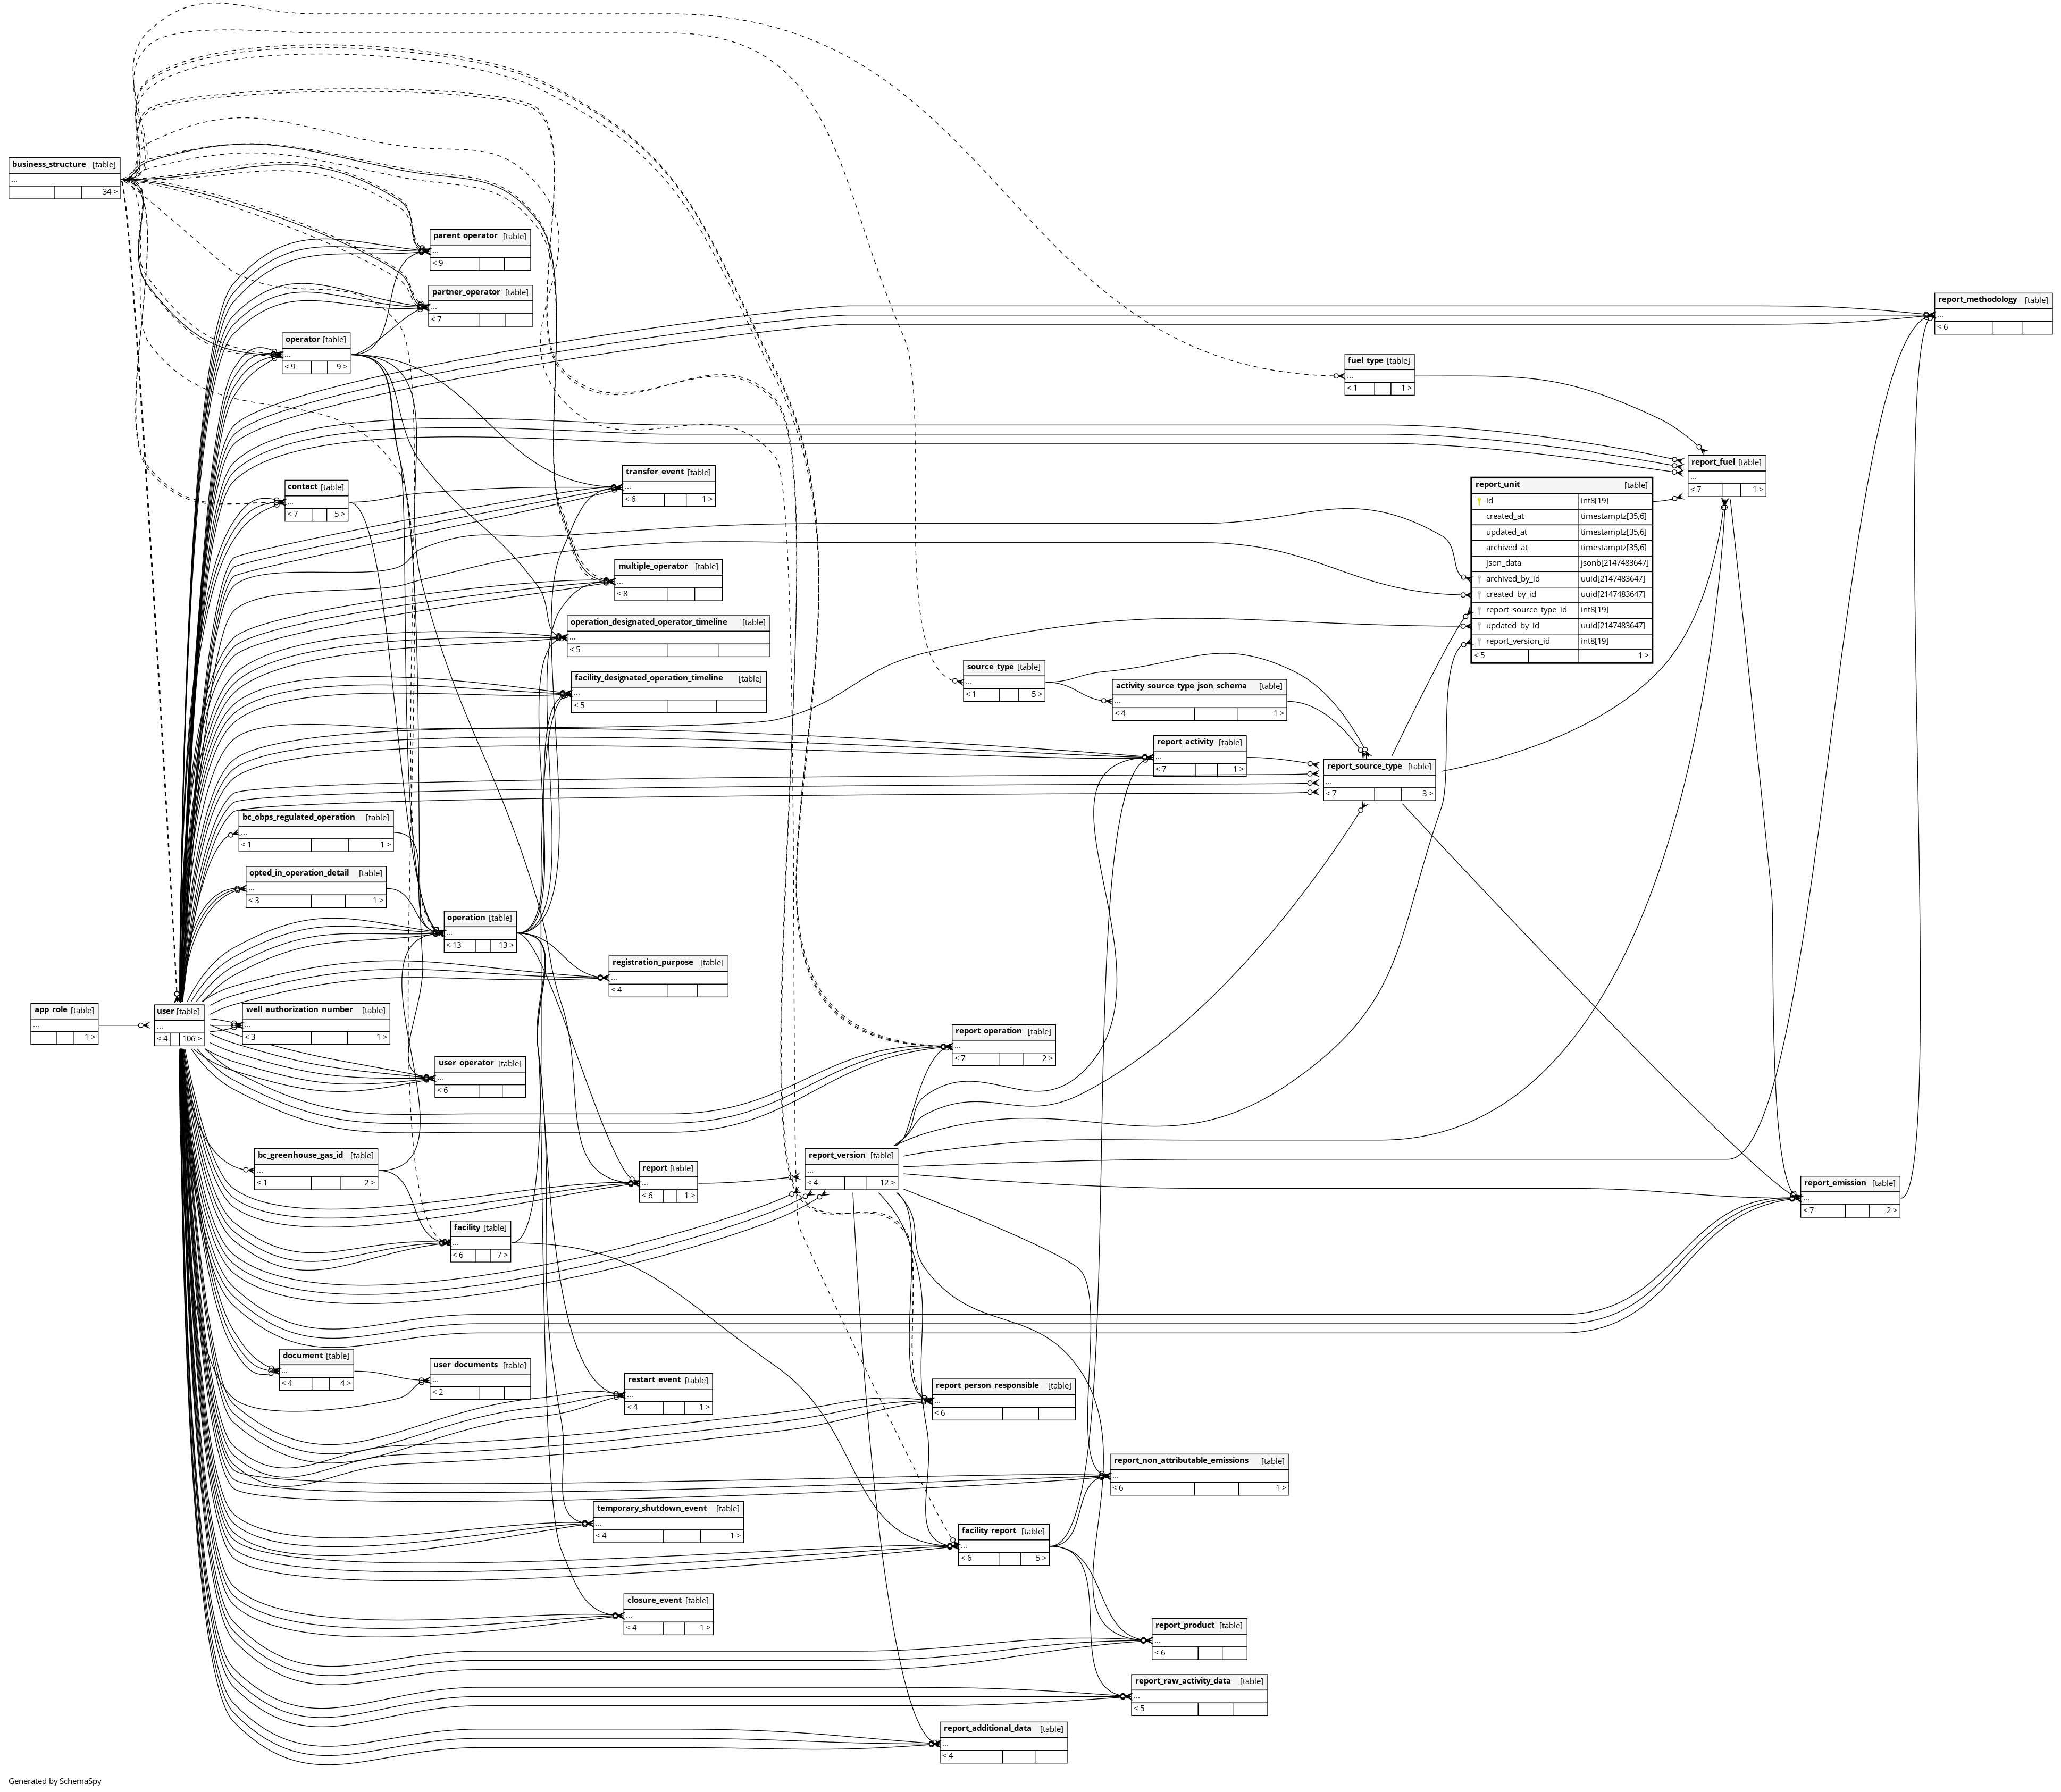 business_structure [table]
...
34 >
parent_operator [table]
...
< 9
partner_operator [table]
...
< 7
report_methodology [table]
...
< 6
operator [table]
...
< 9 9 >
fuel_type [table]
...
< 1 1 >
report_fuel [table]
...
< 7 1 >
transfer_event [table]
...
< 6 1 >
contact [table]
...
< 7 5 >
report_unit [table]
id int8[19]
created_at timestamptz[35,6]
updated_at timestamptz[35,6]
archived_at timestamptz[35,6]
json_data jsonb[2147483647]
archived_by_id uuid[2147483647]
created_by_id uuid[2147483647]
report_source_type_id int8[19]
updated_by_id uuid[2147483647]
report_version_id int8[19]
< 5 1 >
multiple_operator [table]
...
< 8
operation_designated_operator_timeline [table]
...
< 5
facility_designated_operation_timeline [table]
...
< 5
source_type [table]
...
< 1 5 >
activity_source_type_json_schema [table]
...
< 4 1 >
report_activity [table]
...
< 7 1 >
report_source_type [table]
...
< 7 3 >
bc_obps_regulated_operation [table]
...
< 1 1 >
opted_in_operation_detail [table]
...
< 3 1 >
operation [table]
...
< 13 13 >
registration_purpose [table]
...
< 4
app_role [table]
...
1 >
user [table]
...
< 4 106 >
well_authorization_number [table]
...
< 3 1 >
report_operation [table]
...
< 7 2 >
user_operator [table]
...
< 6
bc_greenhouse_gas_id [table]
...
< 1 2 >
report [table]
...
< 6 1 >
report_version [table]
...
< 4 12 >
report_emission [table]
...
< 7 2 >
facility [table]
...
< 6 7 >
document [table]
...
< 4 4 >
user_documents [table]
...
< 2
restart_event [table]
...
< 4 1 >
report_person_responsible [table]
...
< 6
report_non_attributable_emissions [table]
...
< 6 1 >
temporary_shutdown_event [table]
...
< 4 1 >
facility_report [table]
...
< 6 5 >
closure_event [table]
...
< 4 1 >
report_product [table]
...
< 6
report_raw_activity_data [table]
...
< 5
report_additional_data [table]
...
< 4
Generated by SchemaSpy